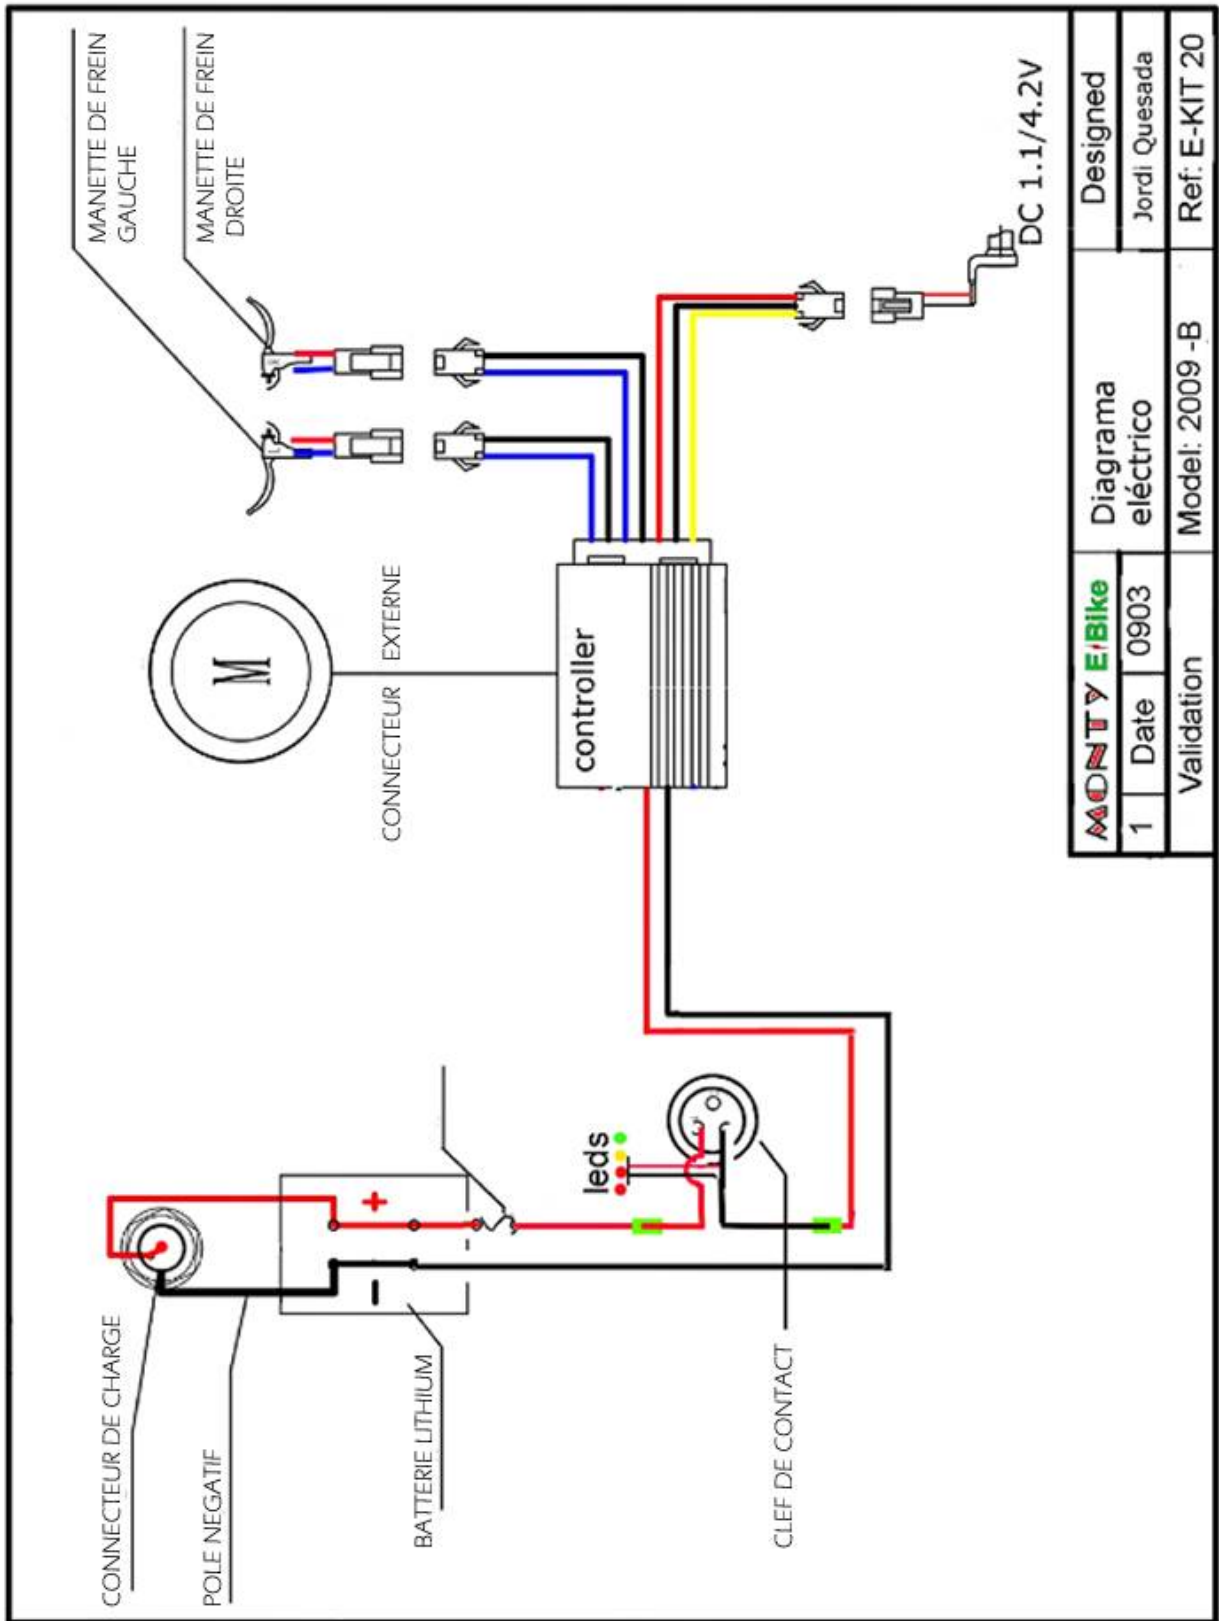 MANETTE DE FREIN
GAUCHE
MANETTE DE FREIN
DROITE
M
CONNECTEUR EXTERNE
controller
DC 1.1/4.2V
CONNECTEUR DE CHARGE
POLE NEGATIF
+
−
BATTERIE LITHIUM
leds
CLEF DE CONTACT
MONTY E/Bike
Diagrama
eléctrico
Designed
1
Date
0903
Jordi Quesada
Validation
Model: 2009 -B
Ref: E-KIT 20